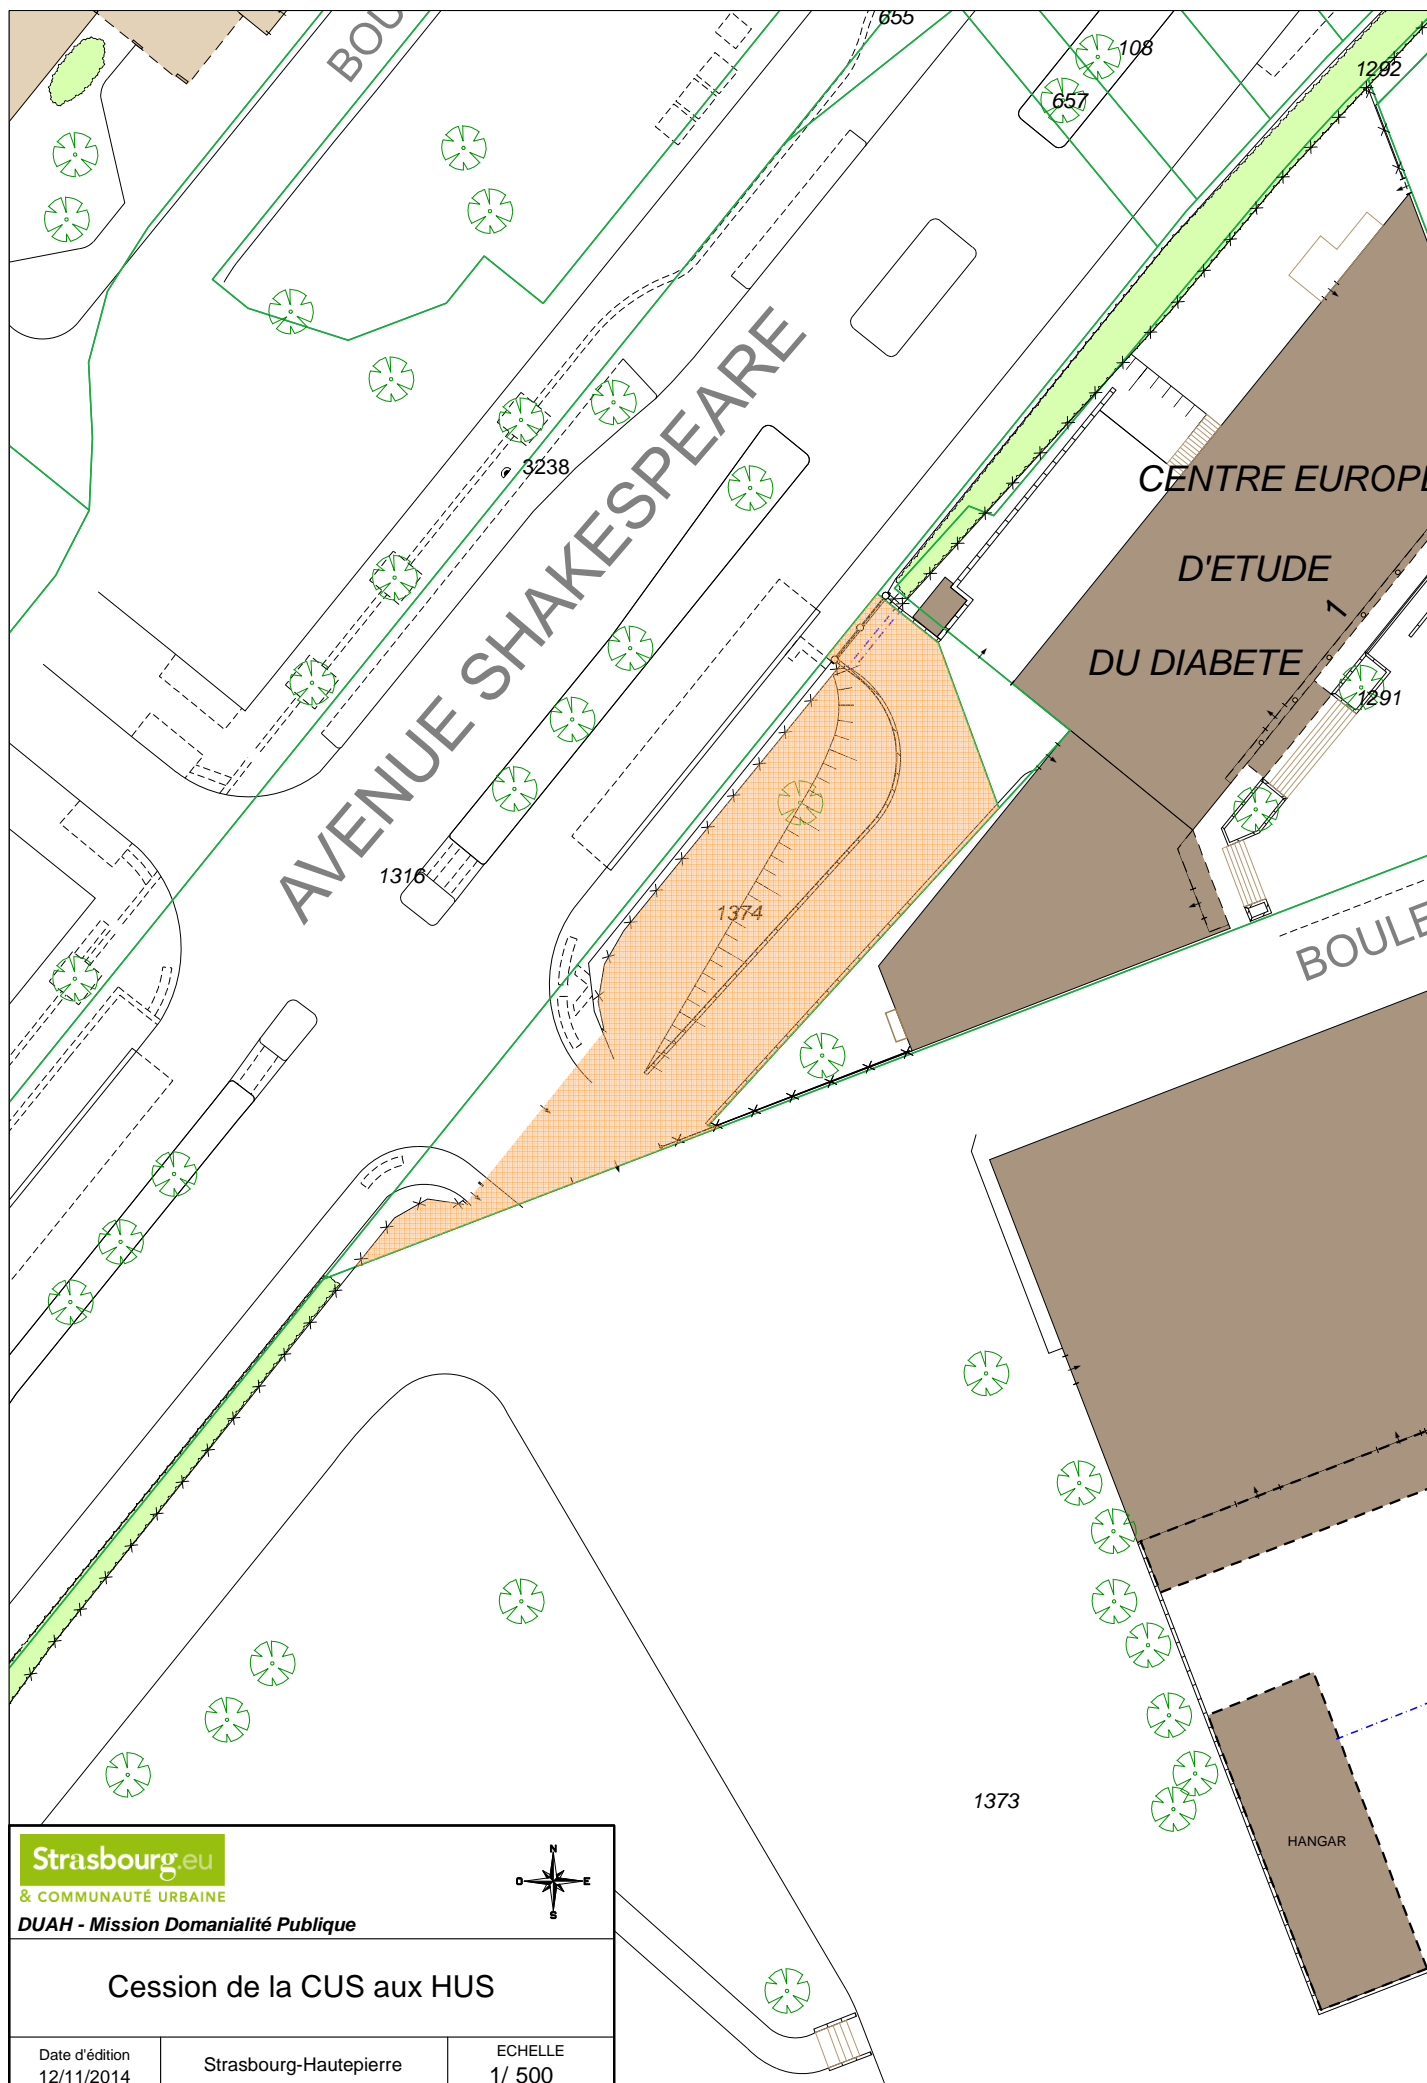 BOU
655
108
657
1292
3238
AVENUE SHAKESPEARE
CENTRE EUROPE
D'ETUDE
1
DU DIABETE
1291
1316
1374
BOULE
1373
HANGAR
Strasbourg.eu
& COMMUNAUTÉ URBAINE
N
O E
S
DUAH - Mission Domanialité Publique
Cession de la CUS aux HUS
Date d'édition
12/11/2014
Strasbourg-Hautepierre
ECHELLE
1/ 500